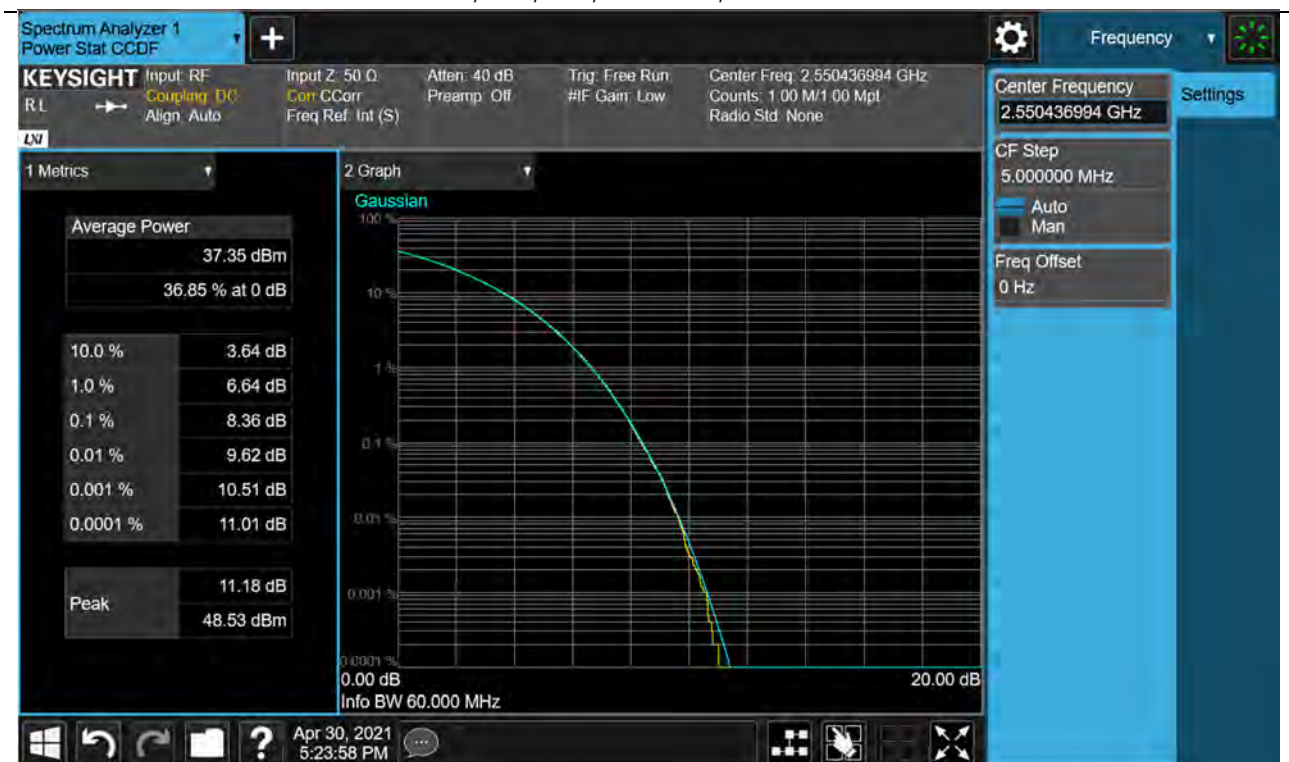 Spectrum Analyzer 1
Power Stat CCDF
+
Frequency
KEYSIGHT
Input: RF
Coupling: DC
Align: Auto
Input Z: 50 Ω
Corr CCorr
Freq Ref: Int (S)
Atten: 40 dB
Preamp: Off
Trig: Free Run
#IF Gain: Low
Center Freq: 2.550436994 GHz
Counts: 1.00 M/1.00 Mpt
Radio Std: None
R L
LXI
Center Frequency
2.550436994 GHz
Settings
CF Step
5.000000 MHz
Auto
Man
Freq Offset
0 Hz
1 Metrics
Average Power
37.35 dBm
36.85 % at 0 dB
10.0 % 3.64 dB
1.0 % 6.64 dB
0.1 % 8.36 dB
0.01 % 9.62 dB
0.001 % 10.51 dB
0.0001 % 11.01 dB
Peak
11.18 dB
48.53 dBm
2 Graph
Gaussian
100 %
10 %
1 %
0.1 %
0.01 %
0.001 %
0.0001 %
0.00 dB 20.00 dB
Info BW 60.000 MHz
?
Apr 30, 2021
5:23:58 PM